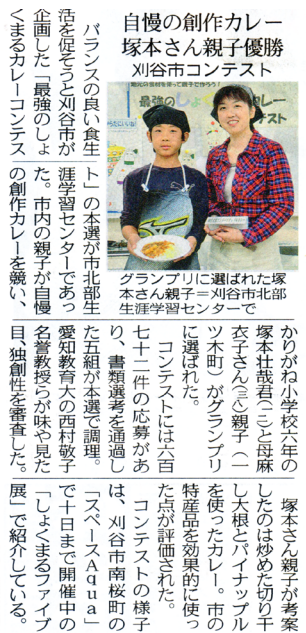 自慢の創作カレー
塚本さん親子優勝
刈谷市コンテスト
最強のしょ
カレー
テスト
グランプリに選ばれた塚
本さん親子＝刈谷市北部
生涯学習センターで
バランスの良い食生
活を促そうと刈谷市が
企画した「最強のしょ
くまるカレーコンテス
ト」の本選が市北部生
涯学習センターであっ
た。市内の親子が自慢
の創作カレーを競い、
かりがね小学校六年の
塚本壮哉君（一二）と母麻
衣子さん（三八）親子（一
ツ木町）がグランプリ
に選ばれた。
コンテストには六百
七十二件の応募があ
り、書類選考を通過し
た五組が本選で調理。
愛知教育大の西村敬子
名誉教授らが味や見た
目、独創性を審査した。
塚本さん親子が考案
したのは炒めた切り干
し大根とパイナップル
を使ったカレー。市の
特産品を効果的に使っ
た点が評価された。
コンテストの様子
は、刈谷市南桜町の
「スペースAqua」
で十日まで開催中の
「しょくまるファイブ
展」で紹介している。